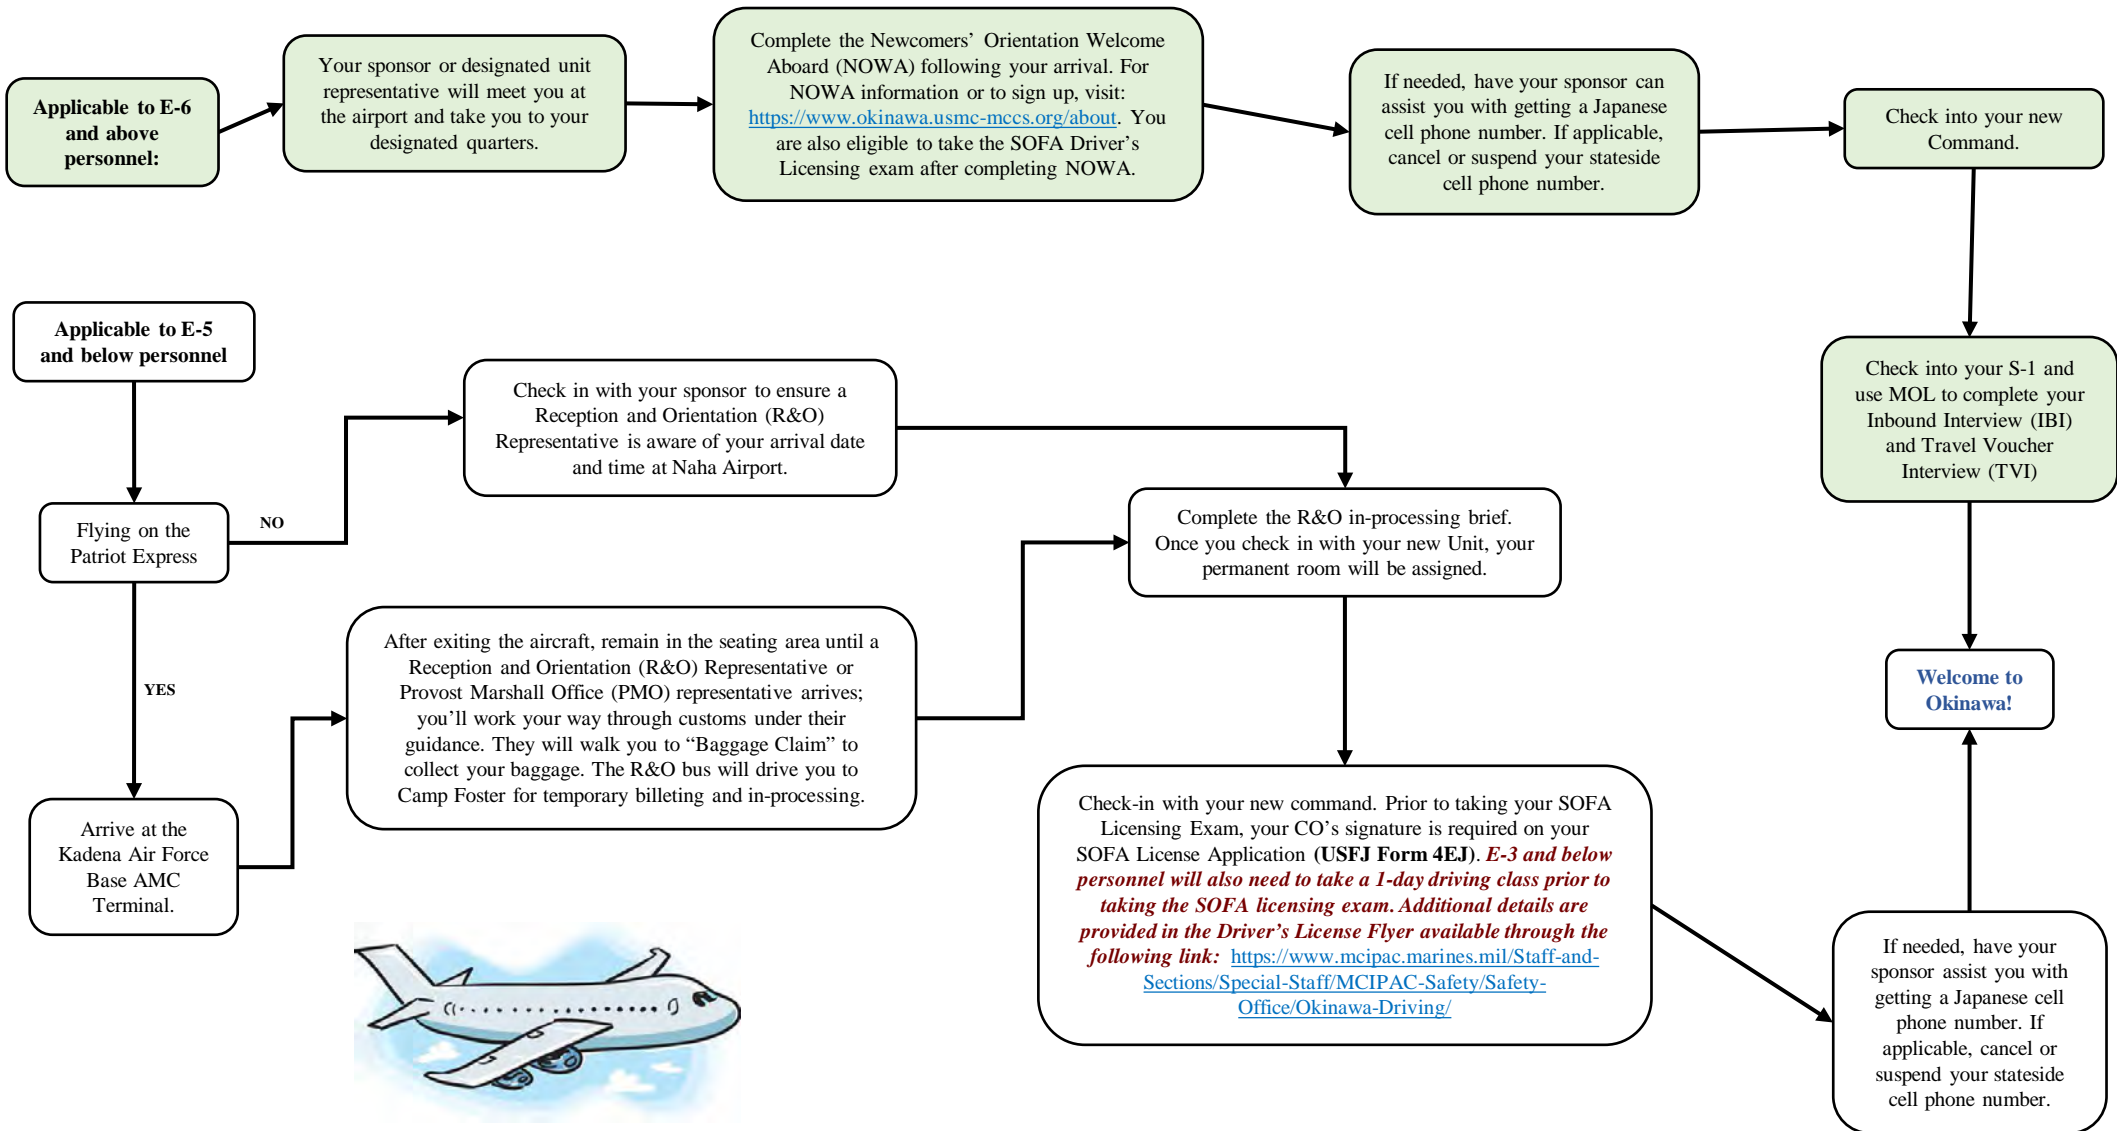 Applicable to E-6
and above
personnel:
Your sponsor or designated unit
representative will meet you at
the airport and take you to your
designated quarters.
Complete the Newcomers’ Orientation Welcome
Aboard (NOWA) following your arrival. For
NOWA information or to sign up, visit:
https://www.okinawa.usmc-mccs.org/about. You
are also eligible to take the SOFA Driver’s
Licensing exam after completing NOWA.
If needed, have your sponsor can
assist you with getting a Japanese
cell phone number. If applicable,
cancel or suspend your stateside
cell phone number.
Check into your new
Command.
Check into your S-1 and
use MOL to complete your
Inbound Interview (IBI)
and Travel Voucher
Interview (TVI)
Applicable to E-5
and below personnel
Flying on the
Patriot Express
NO
YES
Check in with your sponsor to ensure a
Reception and Orientation (R&O)
Representative is aware of your arrival date
and time at Naha Airport.
Arrive at the
Kadena Air Force
Base AMC
Terminal.
After exiting the aircraft, remain in the seating area until a
Reception and Orientation (R&O) Representative or
Provost Marshall Office (PMO) representative arrives;
you’ll work your way through customs under their
guidance. They will walk you to “Baggage Claim” to
collect your baggage. The R&O bus will drive you to
Camp Foster for temporary billeting and in-processing.
Complete the R&O in-processing brief.
Once you check in with your new Unit, your
permanent room will be assigned.
Check-in with your new command. Prior to taking your SOFA
Licensing Exam, your CO’s signature is required on your
SOFA License Application (USFJ Form 4EJ). E-3 and below
personnel will also need to take a 1-day driving class prior to
taking the SOFA licensing exam. Additional details are
provided in the Driver’s License Flyer available through the
following link: https://www.mcipac.marines.mil/Staff-and-
Sections/Special-Staff/MCIPAC-Safety/Safety-
Office/Okinawa-Driving/
If needed, have your
sponsor assist you with
getting a Japanese cell
phone number. If
applicable, cancel or
suspend your stateside
cell phone number.
Welcome to
Okinawa!